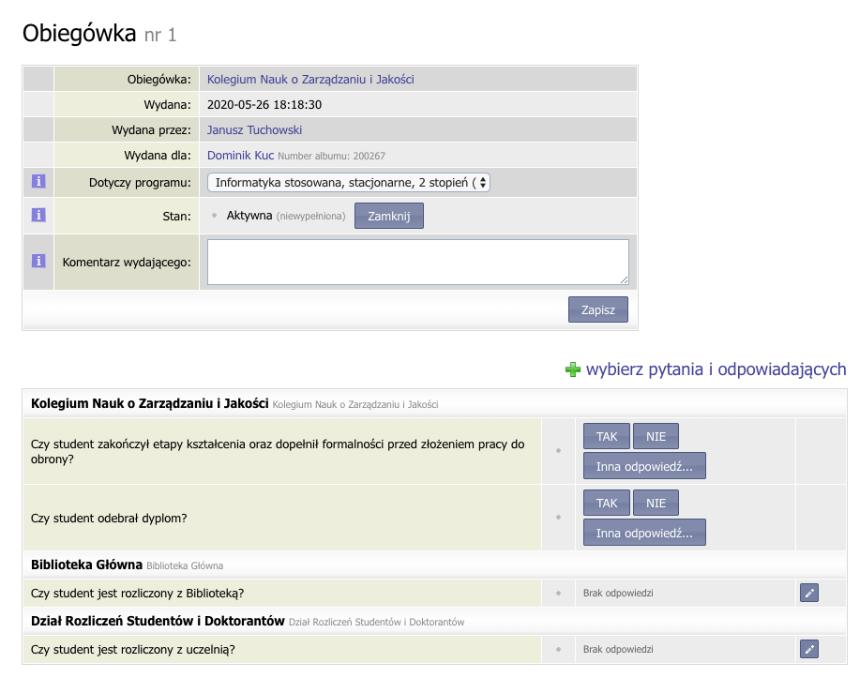 Obiegówka nr 1
Obiegówka: Kolegium Nauk o Zarządzaniu i Jakości
Wydana: 2020-05-26 18:18:30
Wydana przez: Janusz Tuchowski
Wydana dla: Dominik Kuc Number albumu: 200267
i Dotyczy programu: Informatyka stosowana, stacjonarne, 2 stopień (
i Stan: Aktywna (niewypełniona) Zamknij
i Komentarz wydającego:
Zapisz
wybierz pytania i odpowiadających
Kolegium Nauk o Zarządzaniu i Jakości Kolegium Nauk o Zarządzaniu i Jakości
Czy student zakończył etapy kształcenia oraz dopełnił formalności przed złożeniem pracy do
obrony?
TAK NIE
Inna odpowiedź...
Czy student odebrał dyplom?
TAK NIE
Inna odpowiedź...
Biblioteka Główna Biblioteka Główna
Czy student jest rozliczony z Biblioteką? Brak odpowiedzi
Dział Rozliczeń Studentów i Doktorantów Dział Rozliczeń Studentów i Doktorantów
Czy student jest rozliczony z uczelnią? Brak odpowiedzi